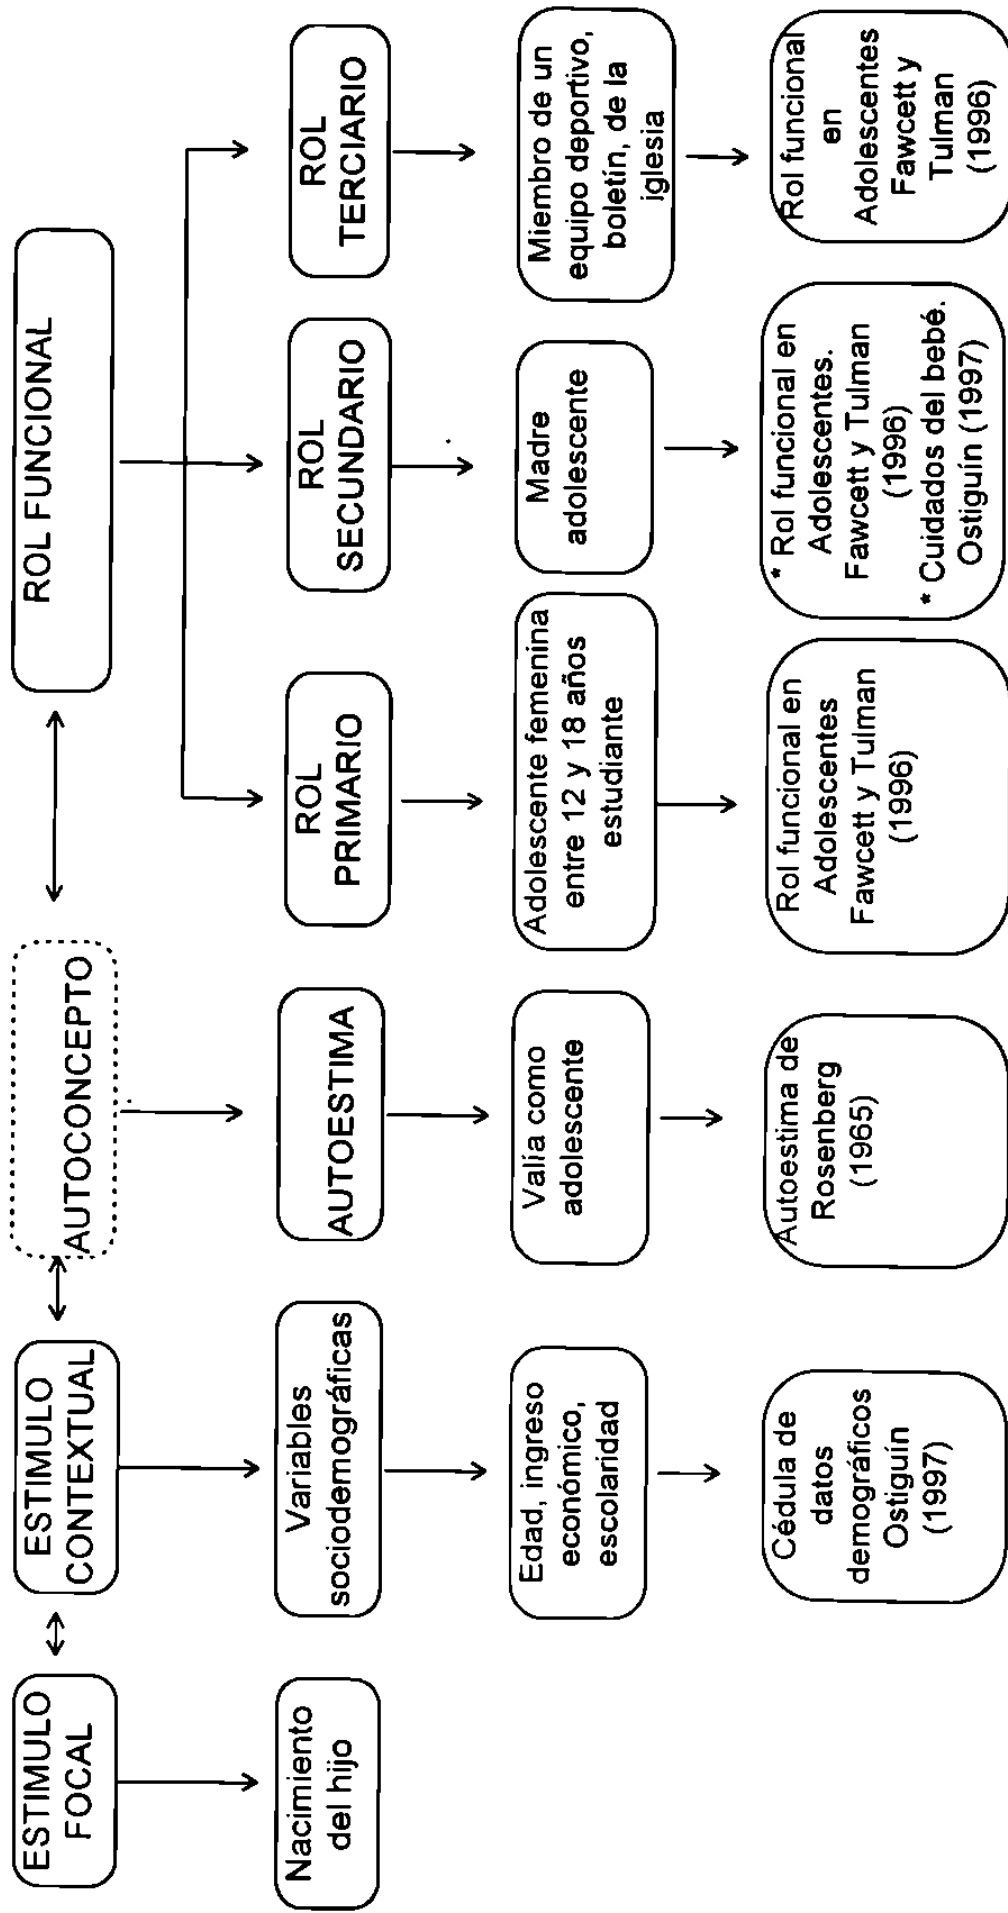 ESTIMULO
FOCAL
ESTIMULO
CONTEXTUAL
AUTOCONCEPTO
ROL FUNCIONAL
Nacimiento
del hijo
Variables
sociodemográficas
AUTOESTIMA
ROL
PRIMARIO
ROL
SECUNDARIO
ROL
TERCIARIO
Edad, ingreso
económico,
escolaridad
Valía como
adolescente
Adolescente femenina
entre 12 y 18 años
estudiante
Madre
adolescente
Miembro de un
equipo deportivo,
boletín, de la
iglesia
Cédula de
datos
demográficos
Ostiguín
(1997)
Autoestima de
Rosenberg
(1965)
Rol funcional en
Adolescentes
Fawcett y Tulman
(1996)
* Rol funcional en
Adolescentes.
Fawcett y Tulman
(1996)
* Cuidados del bebé.
Ostiguín (1997)
Rol funcional
en
Adolescentes
Fawcett y
Tulman
(1996)